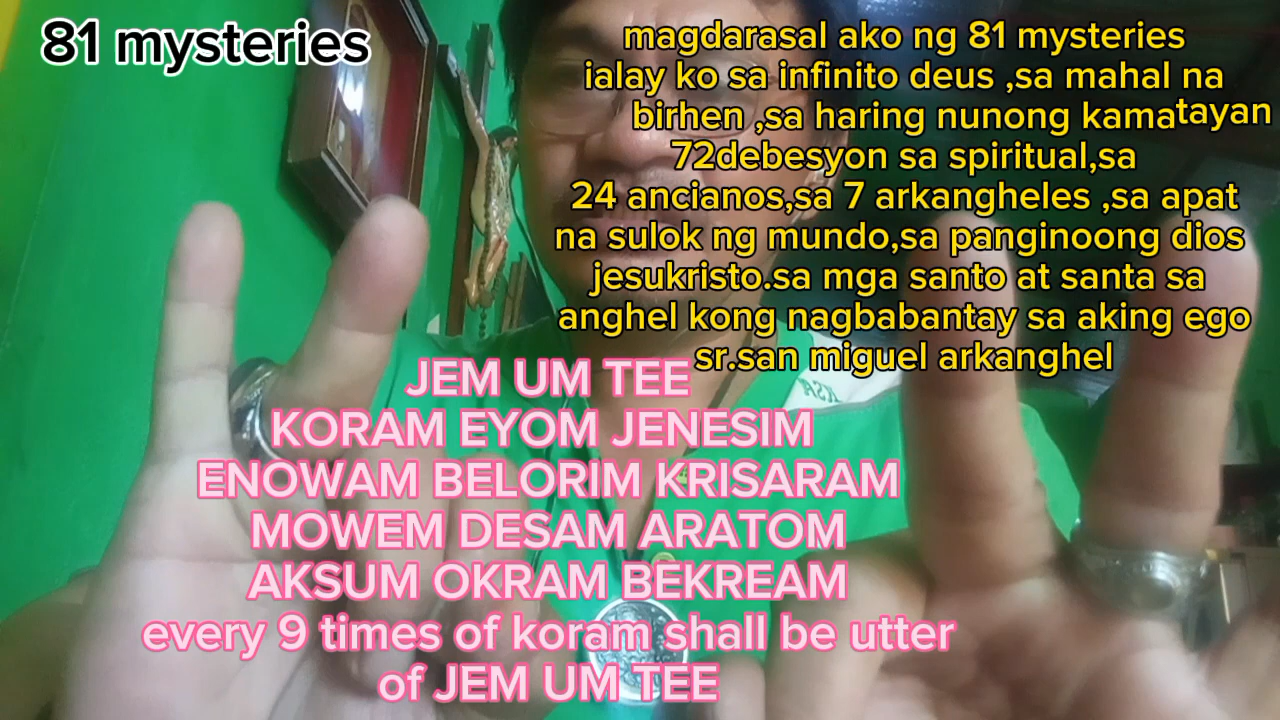 81 mysteries
magdarasal ako ng 81 mysteries
ialay ko sa infinito deus ,sa mahal na
birhen ,sa haring nunong kamatayan
72debesyon sa spiritual,sa
24 ancianos,sa 7 arkangheles ,sa apat
na sulok ng mundo,sa panginoong dios
jesukristo.sa mga santo at santa sa
anghel kong nagbabantay sa aking ego
sr.san miguel arkanghel
JEM UM TEE
KORAM EYOM JENESIM
ENOWAM BELORIM KRISARAM
MOWEM DESAM ARATOM
AKSUM OKRAM BEKREAM
every 9 times of koram shall be utter
of JEM UM TEE